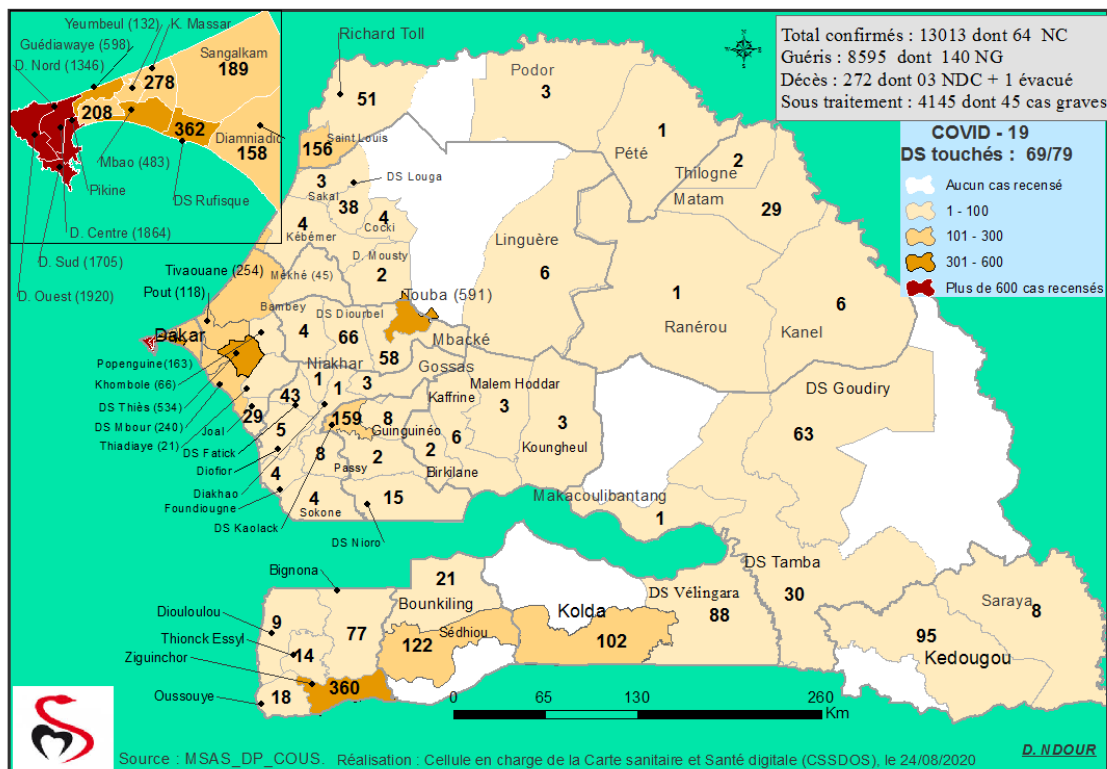 Yeumbeul (132)
K. Massar
Guédiawaye (598)
D. Nord (1346)
Sangalkam
189
278
208
362
Diamniadio
158
Mbao (483)
Pikine
DS Rufisque
D. Centre (1864)
D. Sud (1705)
D. Ouest (1920)
Total confirmés : 13013 dont 64 NC
Guéris : 8595 dont 140 NG
Décès : 272 dont 03 NDC + 1 évacué
Sous traitement : 4145 dont 45 cas graves
COVID - 19
DS touchés : 69/79
Aucun cas recensé
1 - 100
101 - 300
301 - 600
Plus de 600 cas recensés
Richard Toll
51
Podor
3
Saint Louis
156
1
Pété
2
Thilogne
Matam
29
3
Sakal
DS Louga
38
4
Cocki
4
Kébémer
Linguère
6
D. Mousty
2
Mékhé (45)
Tivaouane (254)
Pout (118)
Touba (591)
1
Ranérou
6
Kanel
Bambey
4
DS Diourbel
66
Mbacké
58
Dakar
Popenguine (163)
Khombole (66)
DS Thiès (534)
DS Mbour (240)
Thiadiaye (21)
Joal
29
DS Fatick
43
Niakhar
1
1
3
Gossas
Diofior
5
Diakhao
Foundiougne
4
DS Kaolack
159
8
Guinguinéo
Kaffrine
6
Malem Hoddar
3
3
Koungheul
2
Birkilane
8
Passy
2
4
Sokone
15
DS Nioro
DS Goudiry
63
Makacoulibantang
1
DS Tamba
30
Bignona
77
Diouloulou
9
Thionck Essyl
14
Ziguinchor
360
Oussouye
18
21
Bounkiling
Sédhiou
122
Kolda
102
DS Vélingara
88
Saraya
8
95
Kedougou
0
65
130
260
Km
Source : MSAS_DP_COUS. Réalisation : Cellule en charge de la Carte sanitaire et Santé digitale (CSSDOS), le 24/08/2020
D. NDOUR